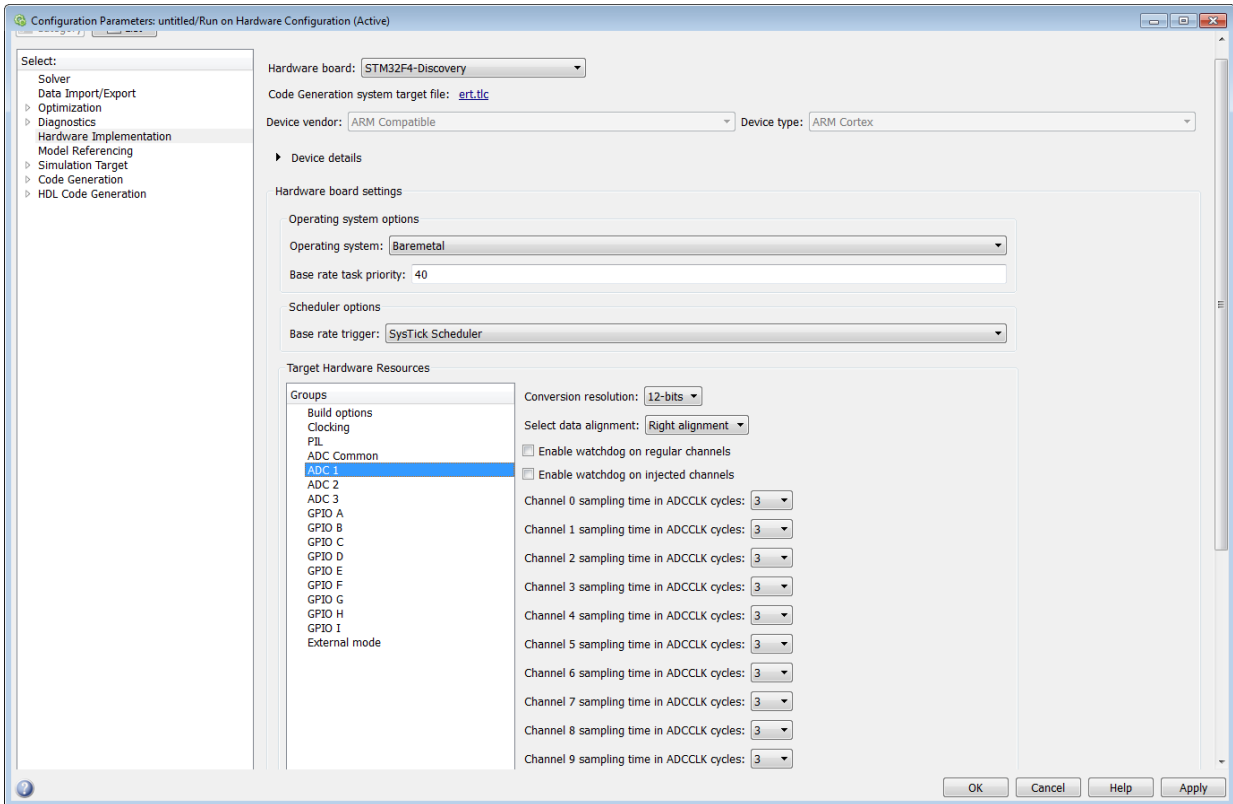 Configuration Parameters: untitled/Run on Hardware Configuration (Active)
Select:
Solver
Data Import/Export
Optimization
Diagnostics
Hardware Implementation
Model Referencing
Simulation Target
Code Generation
HDL Code Generation
Hardware board: STM32F4-Discovery
Code Generation system target file: ert.tlc
Device vendor: ARM Compatible Device type: ARM Cortex
Device details
Hardware board settings
Operating system options
Operating system: Baremetal
Base rate task priority: 40
Scheduler options
Base rate trigger: SysTick Scheduler
Target Hardware Resources
Groups
Build options
Clocking
PIL
ADC Common
ADC 1
ADC 2
ADC 3
GPIO A
GPIO B
GPIO C
GPIO D
GPIO E
GPIO F
GPIO G
GPIO H
GPIO I
External mode
Conversion resolution: 12-bits
Select data alignment: Right alignment
Enable watchdog on regular channels
Enable watchdog on injected channels
Channel 0 sampling time in ADCCLK cycles: 3
Channel 1 sampling time in ADCCLK cycles: 3
Channel 2 sampling time in ADCCLK cycles: 3
Channel 3 sampling time in ADCCLK cycles: 3
Channel 4 sampling time in ADCCLK cycles: 3
Channel 5 sampling time in ADCCLK cycles: 3
Channel 6 sampling time in ADCCLK cycles: 3
Channel 7 sampling time in ADCCLK cycles: 3
Channel 8 sampling time in ADCCLK cycles: 3
Channel 9 sampling time in ADCCLK cycles: 3
OK Cancel Help Apply